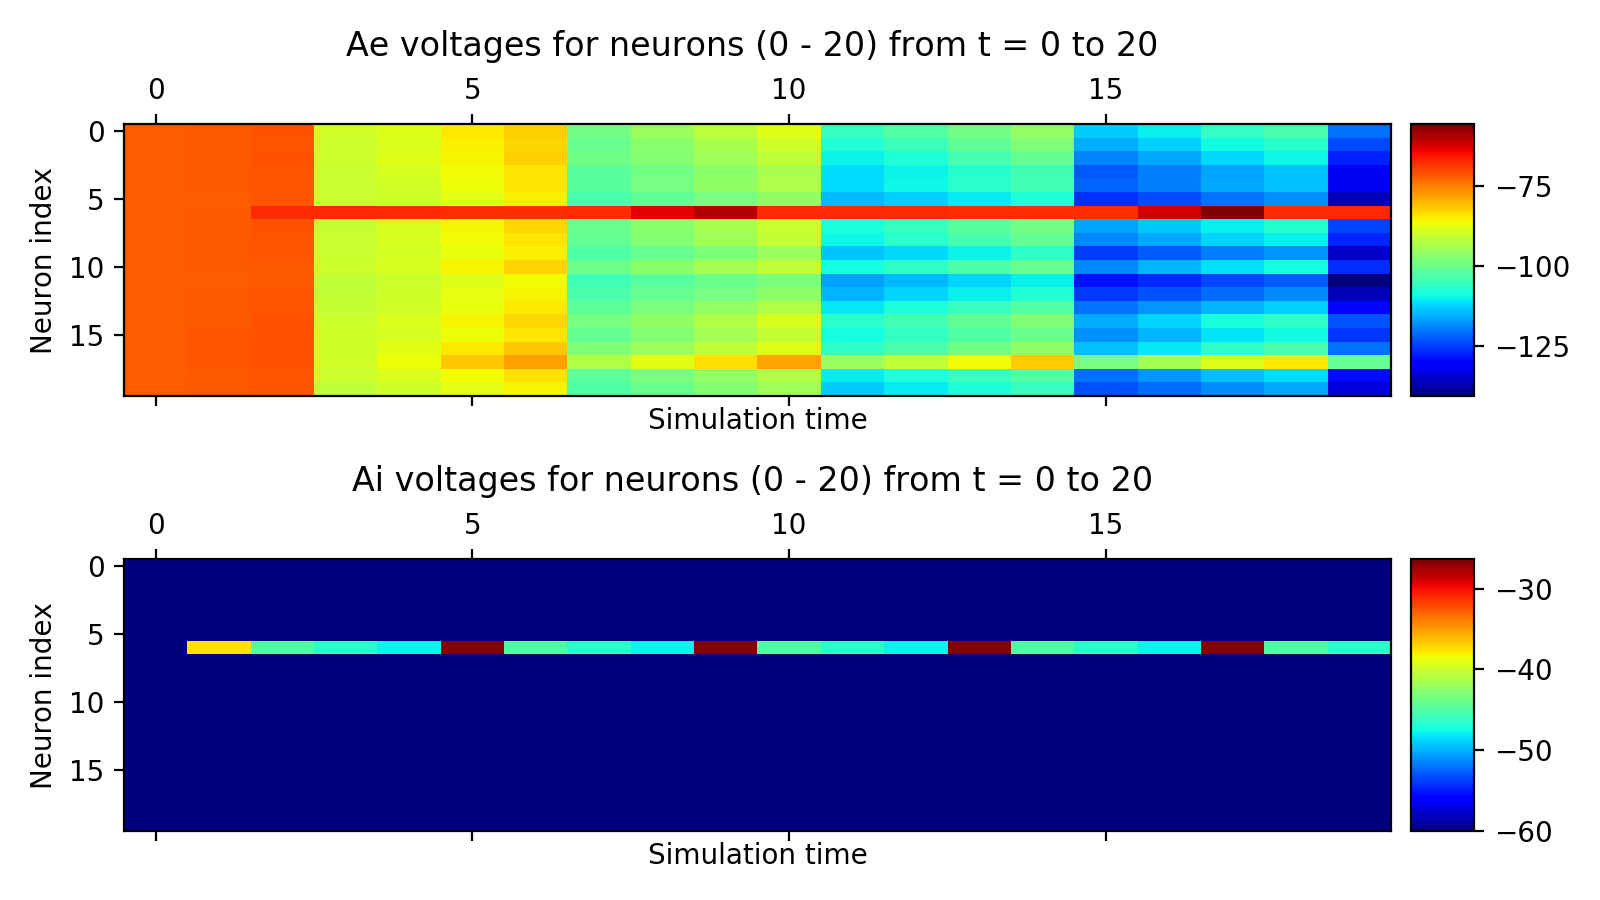 Ae voltages for neurons (0 - 20) from t = 0 to 20
0 5 10 15
Neuron index
0
5
10
15
Simulation time
−75
−100
−125
Ai voltages for neurons (0 - 20) from t = 0 to 20
0 5 10 15
Neuron index
0
5
10
15
Simulation time
−30
−40
−50
−60